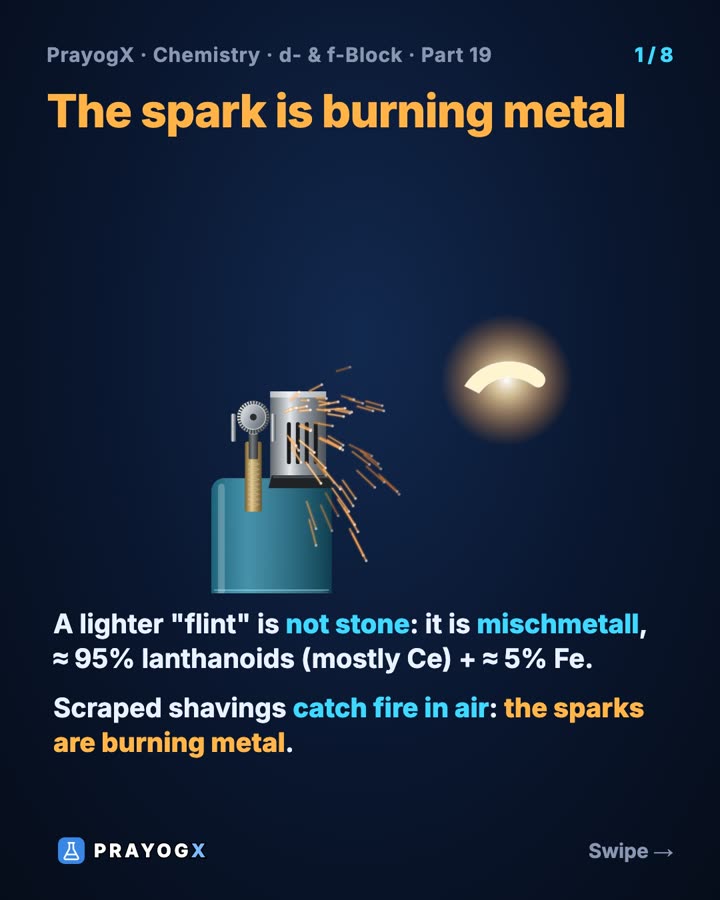 PrayogX · Chemistry · d- & f-Block · Part 19
1 / 8
The spark is burning metal
A lighter "flint" is not stone: it is mischmetall,
≈ 95% lanthanoids (mostly Ce) + ≈ 5% Fe.
Scraped shavings catch fire in air: the sparks
are burning metal.
PRAYOGX
Swipe →